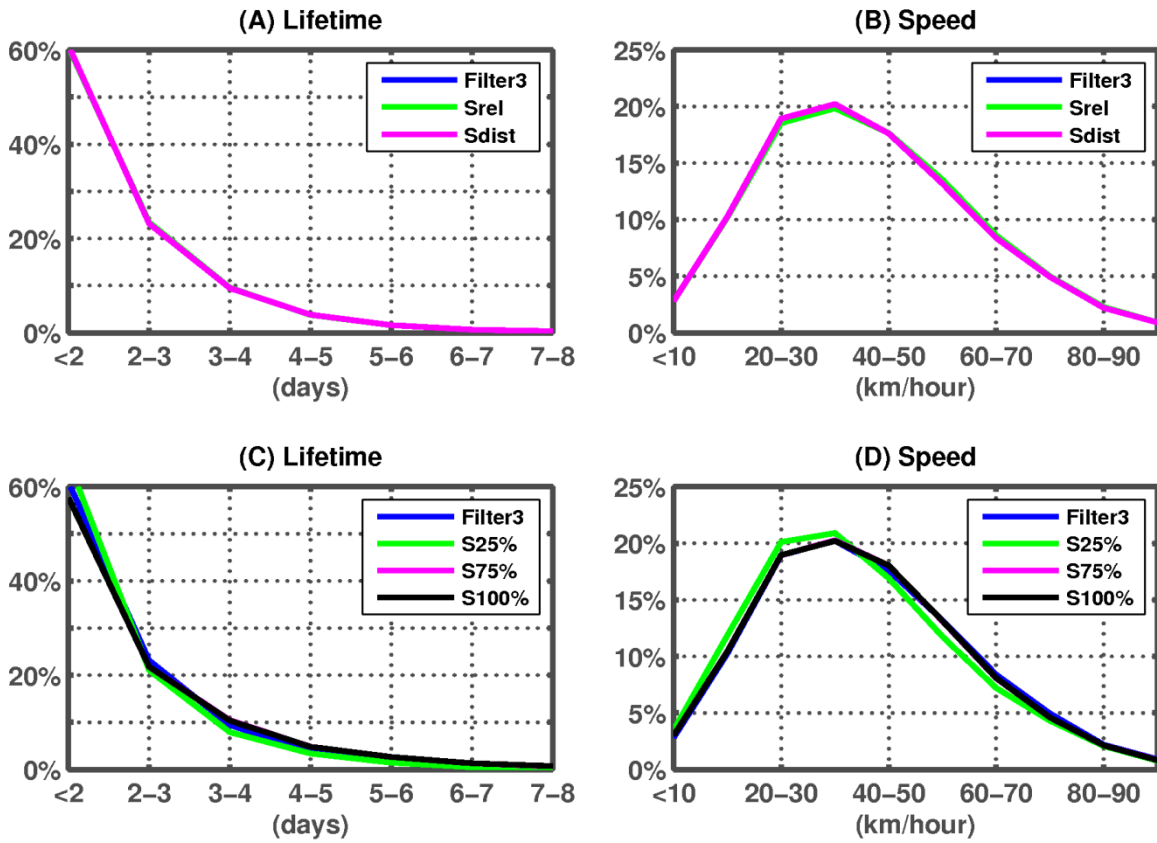 (A) Lifetime
60%
40%
20%
0%
<2 2–3 3–4 4–5 5–6 6–7 7–8
(days)
Filter3
Srel
Sdist
(B) Speed
25%
20%
15%
10%
5%
0%
<10 20–30 40–50 60–70 80–90
(km/hour)
Filter3
Srel
Sdist
(C) Lifetime
60%
40%
20%
0%
<2 2–3 3–4 4–5 5–6 6–7 7–8
(days)
Filter3
S25%
S75%
S100%
(D) Speed
25%
20%
15%
10%
5%
0%
<10 20–30 40–50 60–70 80–90
(km/hour)
Filter3
S25%
S75%
S100%